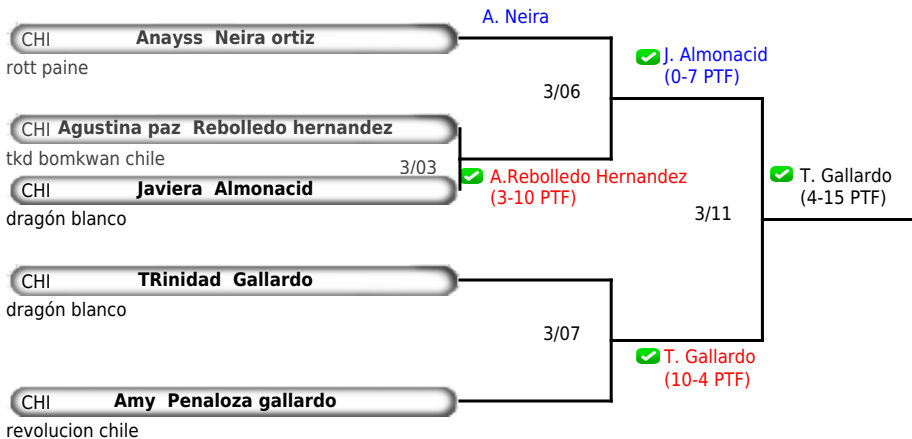 A. Neira
CHI Anayss Neira ortiz
rott paine
J. Almonacid
(0-7 PTF)
3/06
CHI Agustina paz Rebolledo hernandez
tkd bomkwan chile
3/03
A.Rebolledo Hernandez
(3-10 PTF)
CHI Javiera Almonacid
dragón blanco
T. Gallardo
(4-15 PTF)
3/11
CHI TRinidad Gallardo
dragón blanco
3/07
T. Gallardo
(10-4 PTF)
CHI Amy Penaloza gallardo
revolucion chile